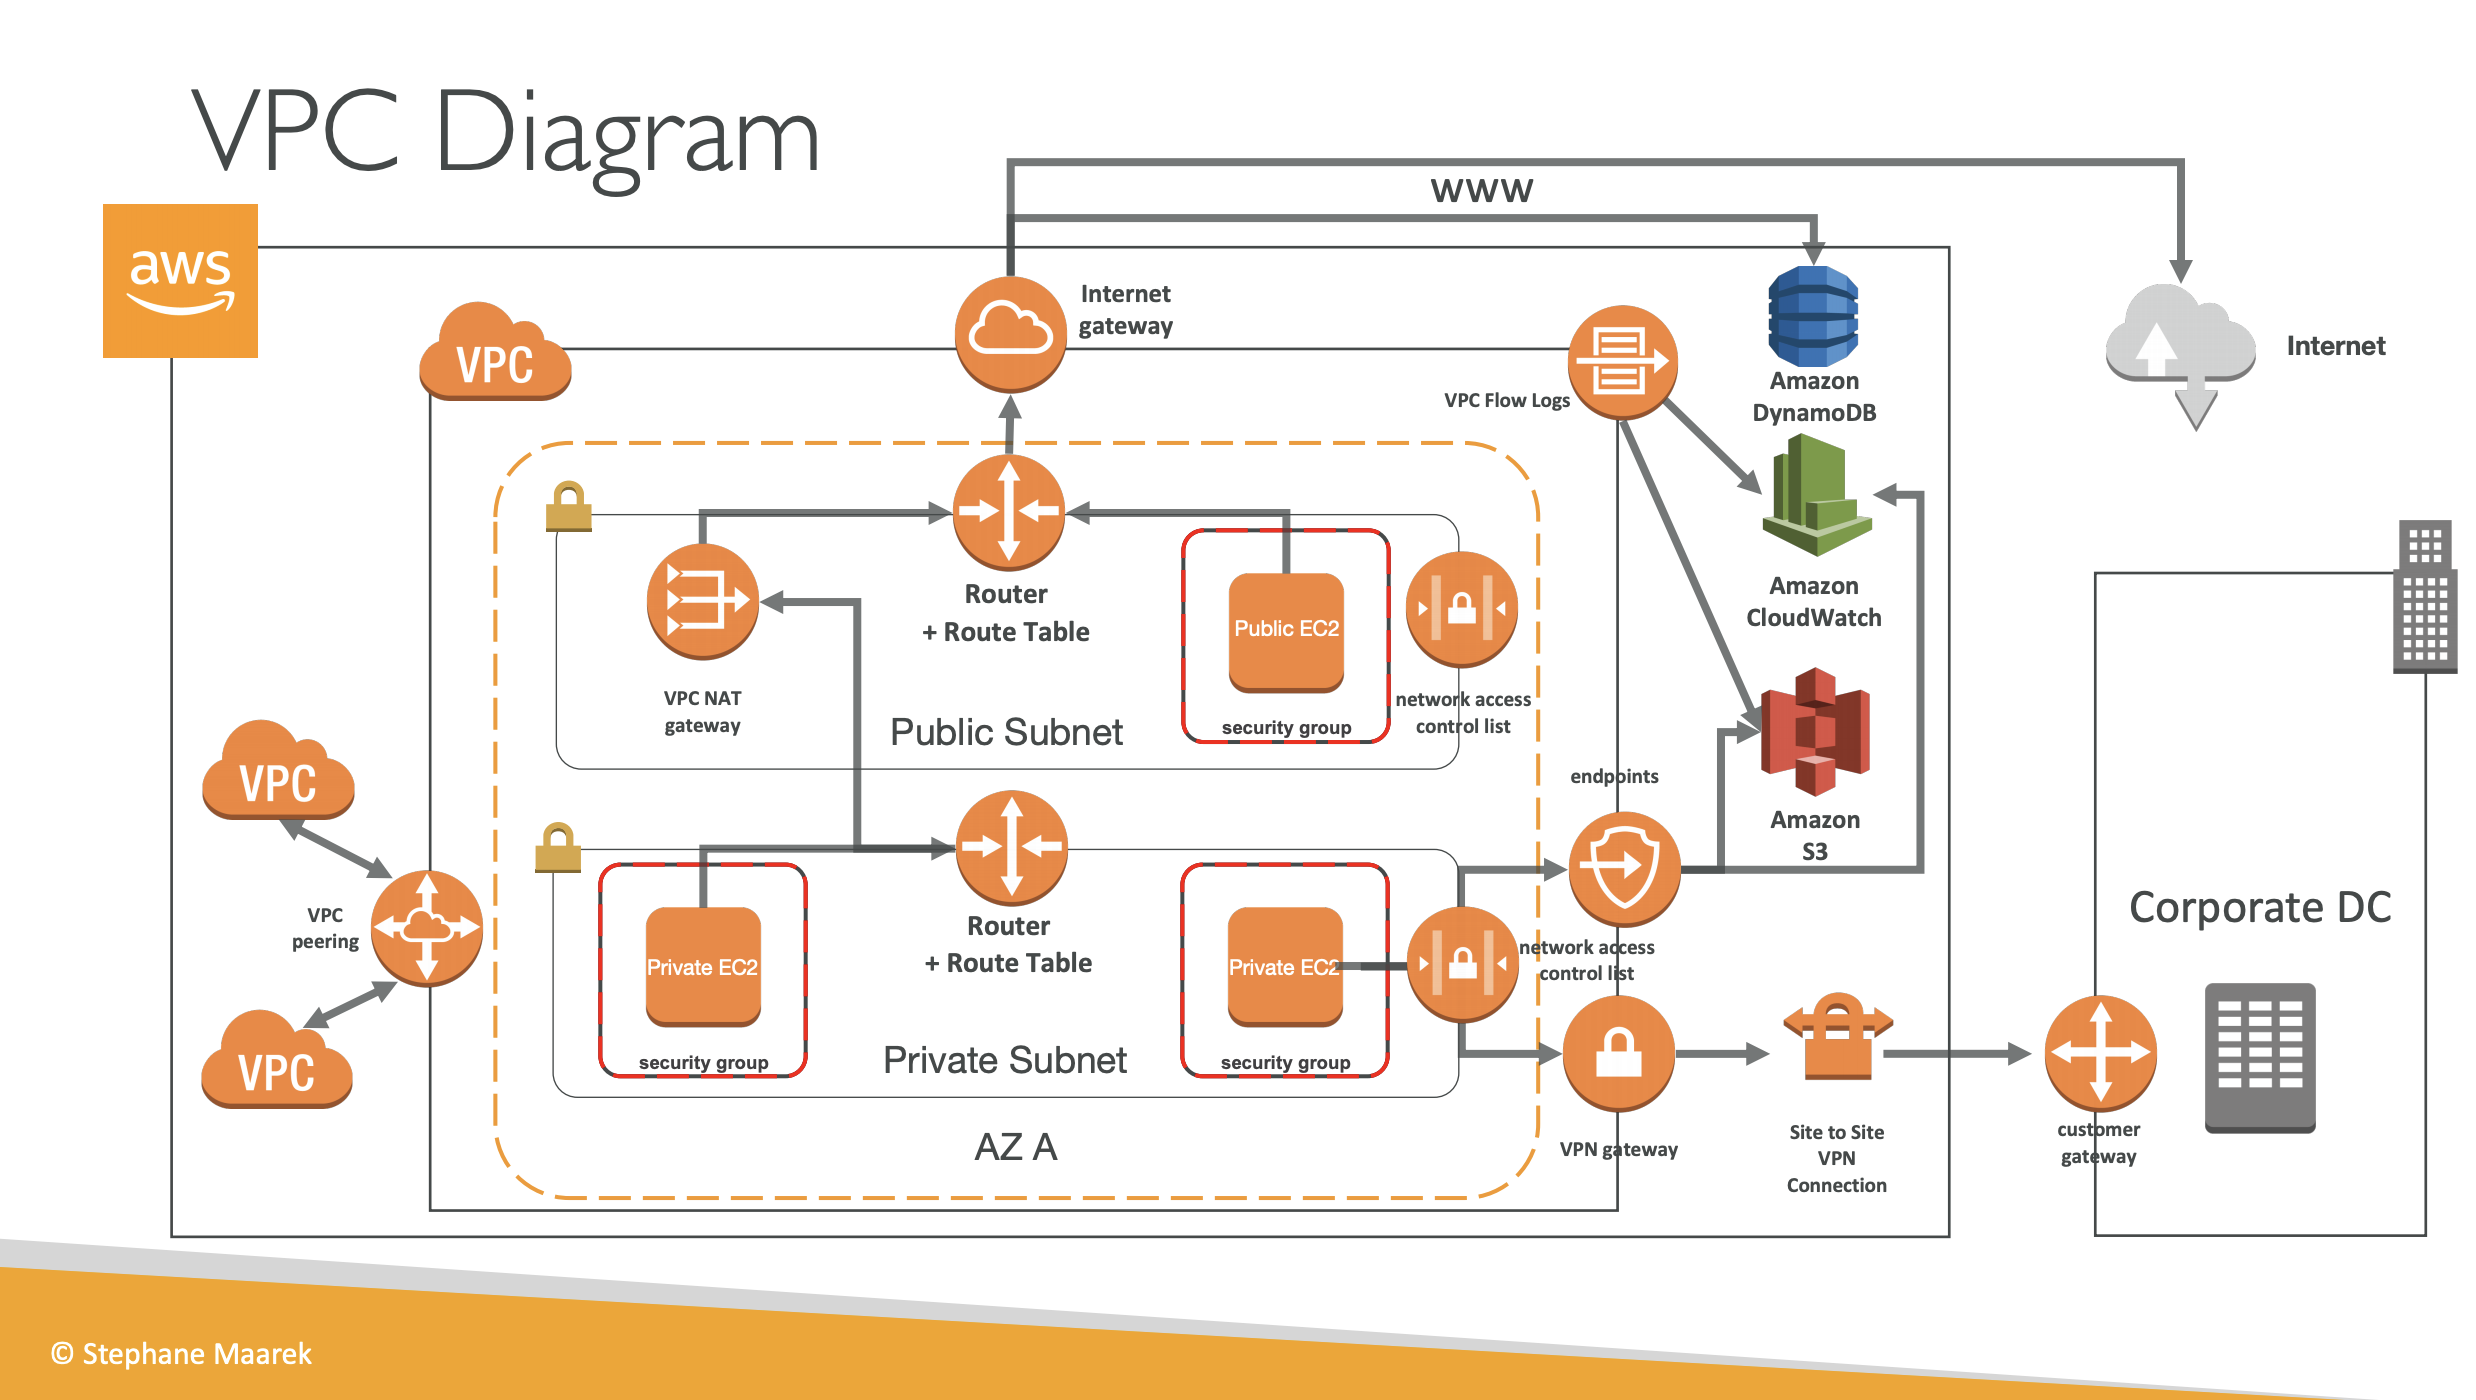 VPC Diagram
WWW
aws
Internet
gateway
VPC
Internet
VPC Flow Logs
Amazon
DynamoDB
Amazon
CloudWatch
Router
+ Route Table
Public EC2
security group
VPC NAT
gateway
Public Subnet
network access
control list
endpoints
Amazon
S3
VPC
VPC
peering
VPC
Router
+ Route Table
Private EC2
security group
Private EC2
security group
Private Subnet
network access
control list
AZ A
VPN gateway
Site to Site
VPN
Connection
Corporate DC
customer
gateway
© Stephane Maarek